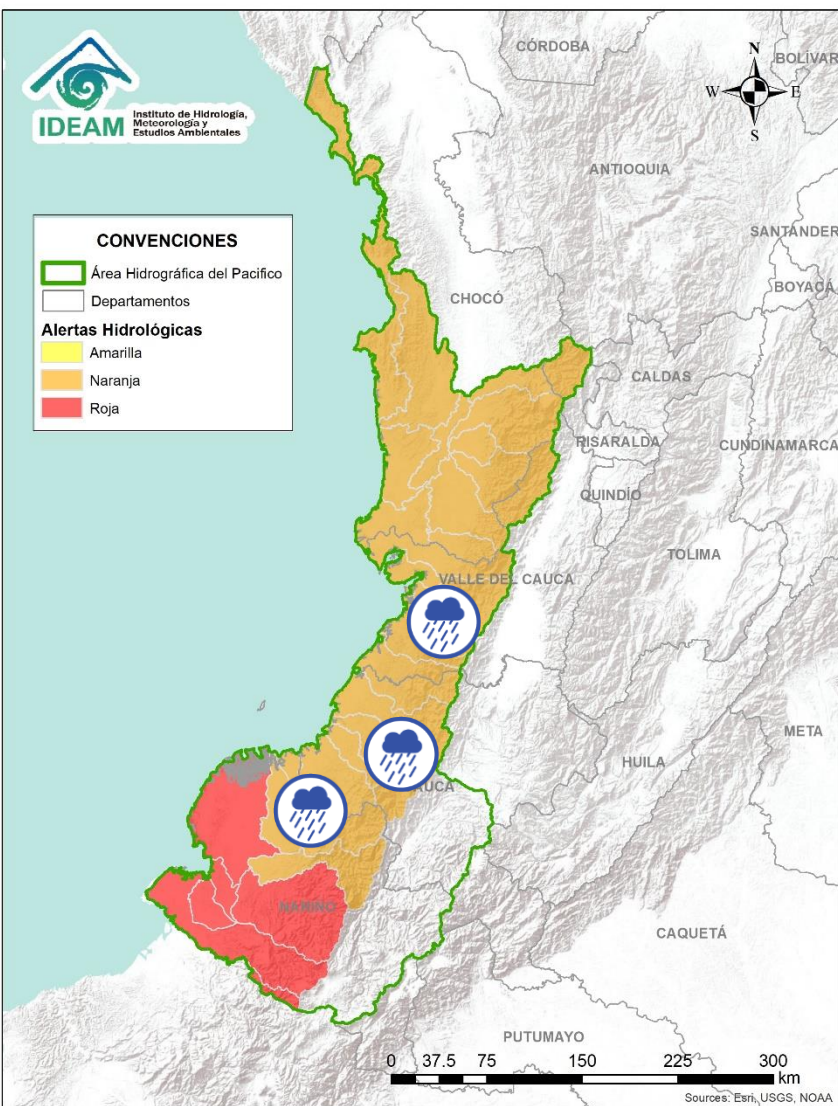 IDEAM
Instituto de Hidrología,
Meteorología y
Estudios Ambientales
N
W
E
S
CONVENCIONES
Área Hidrográfica del Pacifico
Departamentos
Alertas Hidrológicas
Amarilla
Naranja
Roja
CÓRDOBA
BOLÍVAR
ANTIOQUIA
SANTANDER
BOYACÁ
CHOCÓ
CALDAS
RISARALDA
CUNDINAMARCA
QUINDÍO
TOLIMA
VALLE DEL CAUCA
META
HUILA
AUCA
NARIÑO
CAQUETÁ
PUTUMAYO
0 37.5 75 150 225 300
km
Sources: Esri, USGS, NOAA